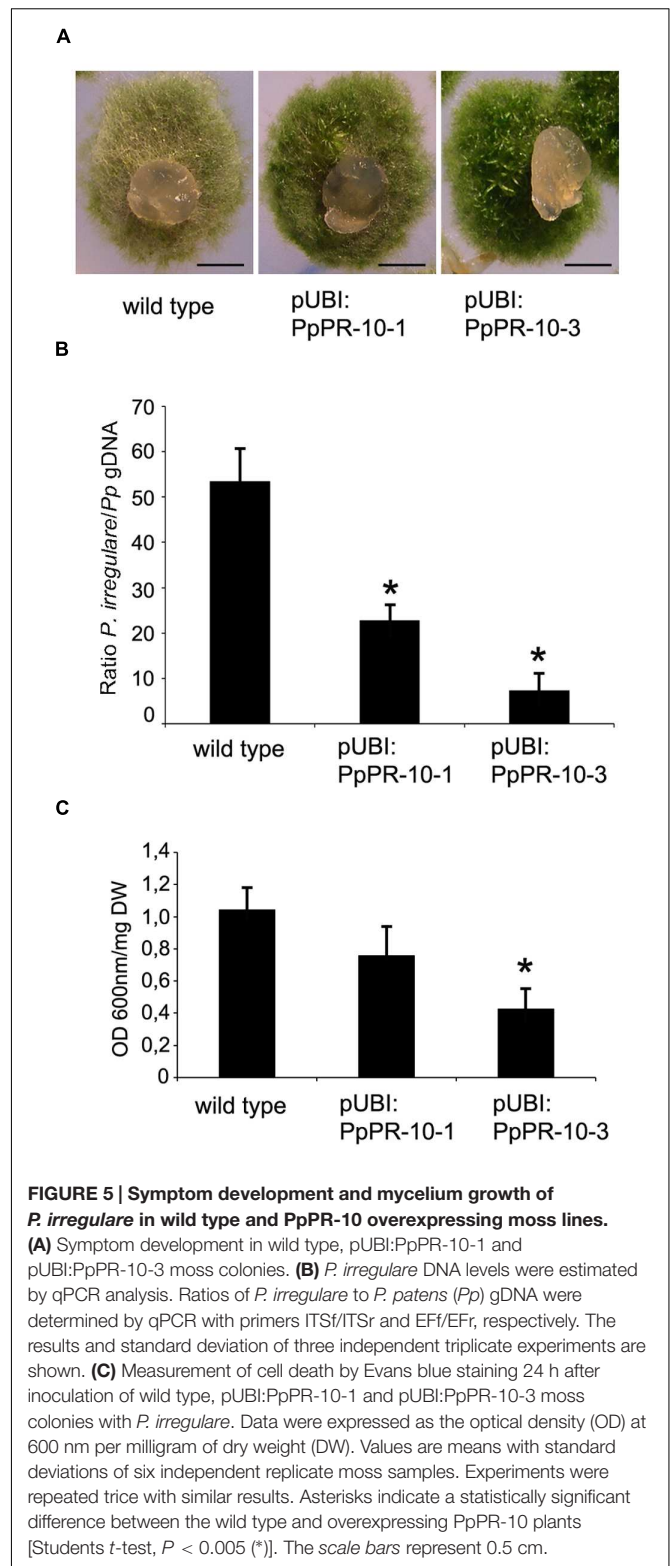 A
wild type
pUBI:
PpPR-10-1
pUBI:
PpPR-10-3
B
Ratio P. irregulare/Pp gDNA
70
60
50
40
30
20
10
0
*
*
wild type
pUBI:
PpPR-10-1
pUBI:
PpPR-10-3
C
OD 600nm/mg DW
1,4
1,2
1,0
0,8
0,6
0,4
0,2
0
*
wild type
pUBI:
PpPR-10-1
pUBI:
PpPR-10-3
FIGURE 5 | Symptom development and mycelium growth of
P. irregulare in wild type and PpPR-10 overexpressing moss lines.
(A) Symptom development in wild type, pUBI:PpPR-10-1 and
pUBI:PpPR-10-3 moss colonies. (B) P. irregulare DNA levels were estimated
by qPCR analysis. Ratios of P. irregulare to P. patens (Pp) gDNA were
determined by qPCR with primers ITSf/ITSr and EFf/EFr, respectively. The
results and standard deviation of three independent triplicate experiments are
shown. (C) Measurement of cell death by Evans blue staining 24 h after
inoculation of wild type, pUBI:PpPR-10-1 and pUBI:PpPR-10-3 moss
colonies with P. irregulare. Data were expressed as the optical density (OD) at
600 nm per milligram of dry weight (DW). Values are means with standard
deviations of six independent replicate moss samples. Experiments were
repeated trice with similar results. Asterisks indicate a statistically significant
difference between the wild type and overexpressing PpPR-10 plants
[Students t-test, P < 0.005 (*)]. The scale bars represent 0.5 cm.